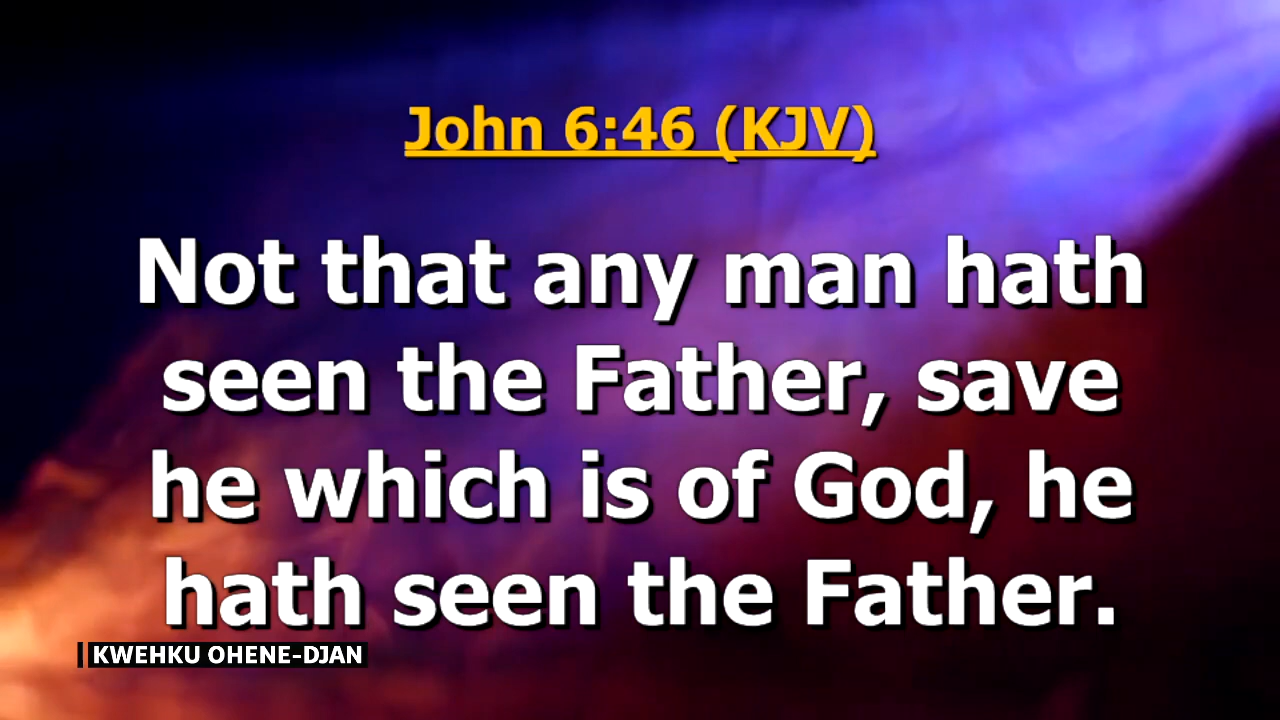 John 6:46 (KJV)
Not that any man hath
seen the Father, save
he which is of God, he
hath seen the Father.
KWEHKU OHENE-DJAN